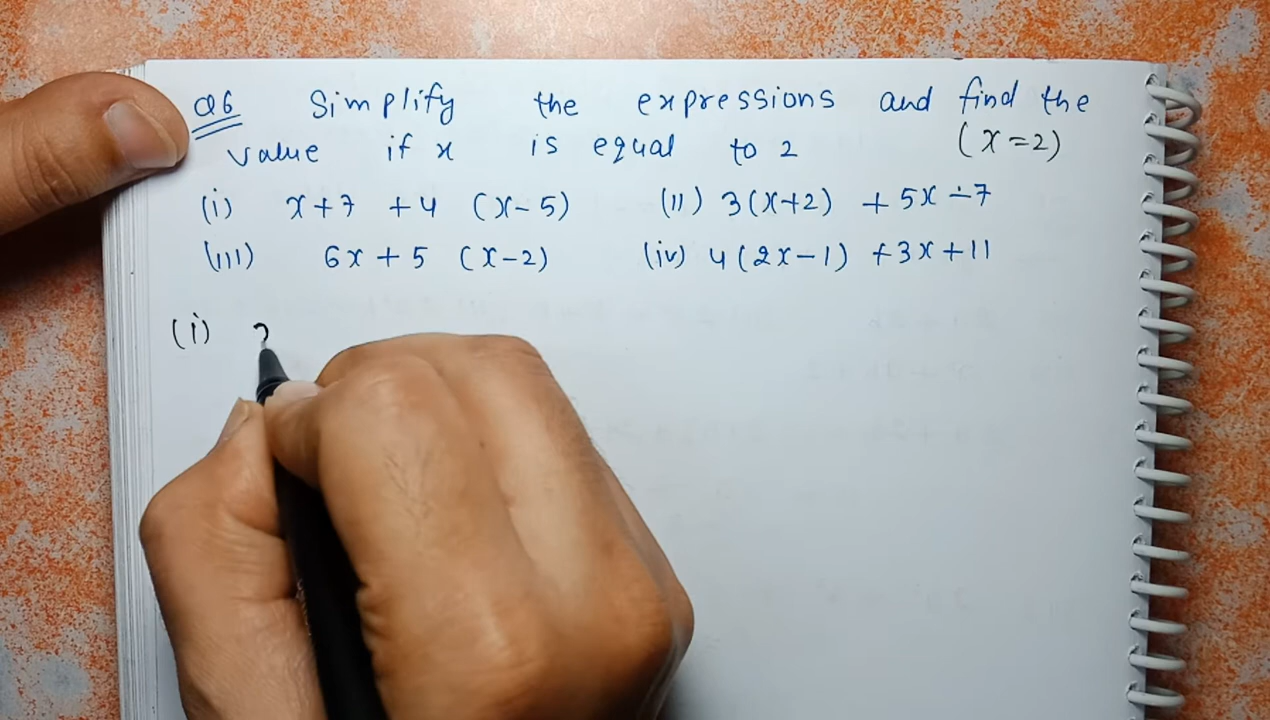 Q6 Simplify the expressions and find the
value if x is equal to 2 (x=2)
(i) x+7 +4 (x-5) (ii) 3(x+2) +5x-7
(iii) 6x+5 (x-2) (iv) 4(2x-1) +3x+11
(i)